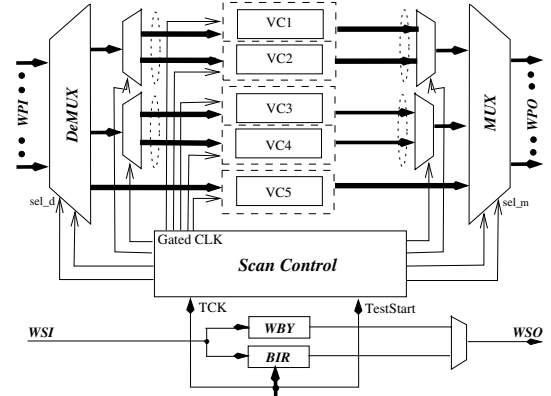 VC1
VC2
VC3
VC4
VC5
WPI
DeMUX
MUX
WPO
sel_d
sel_m
Gated CLK
Scan Control
TCK
TestStart
WSI
WBY
WSO
BIR